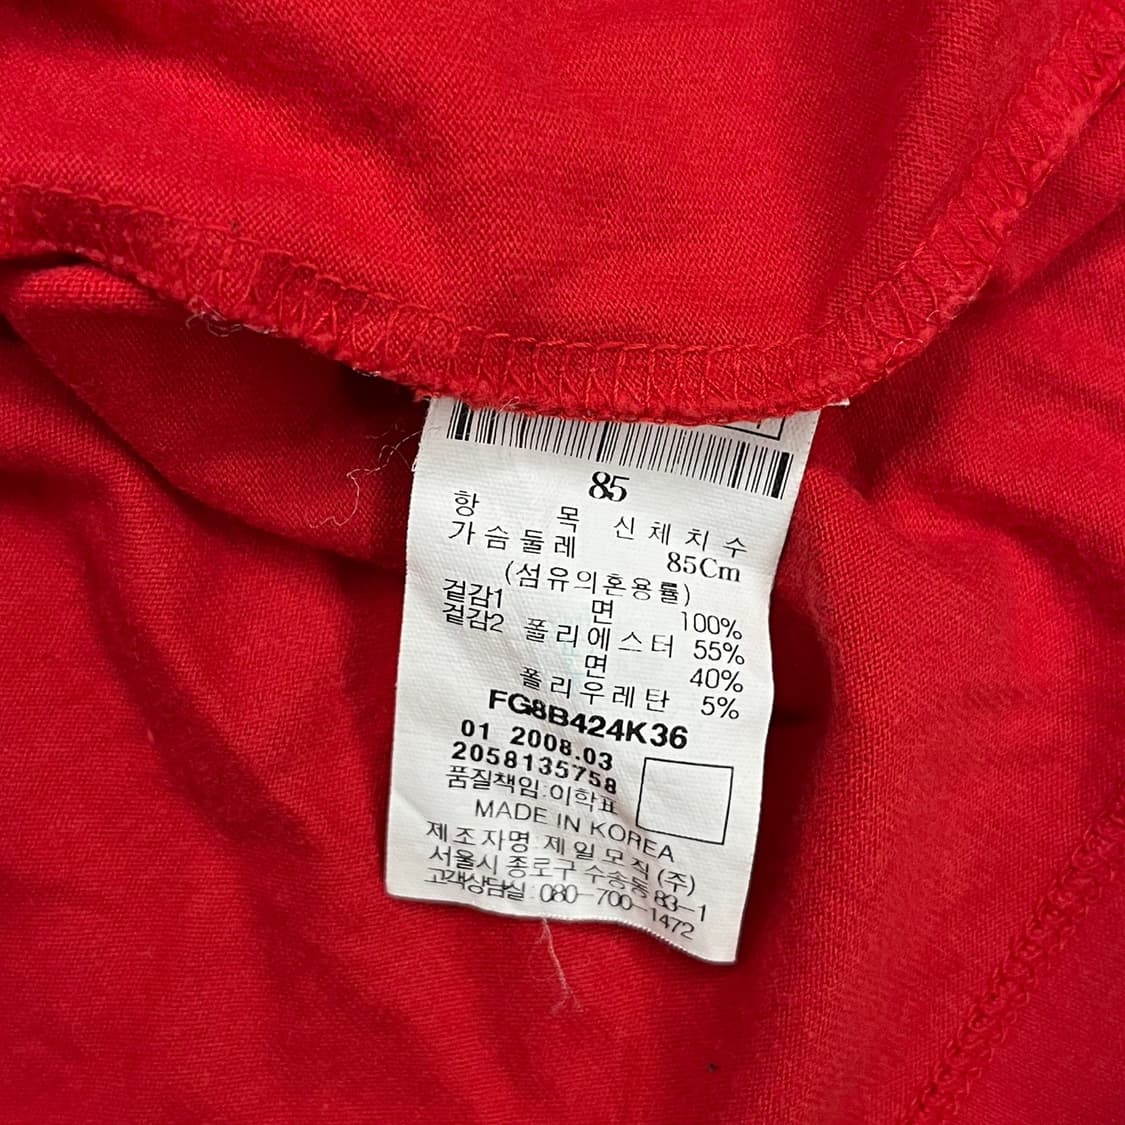 85
항 목 신체치수
가슴둘레 85Cm
(섬유의혼용률)
겉감1 면 100%
겉감2 폴리에스터 55%
면 40%
폴리우레탄 5%
FG8B424K36
01 2008.03
2058135758
품질책임:이학표
MADE IN KOREA
제조자명:제일모직(주)
서울시 종로구 수송동 83-1
고객상담실:080-700-1472